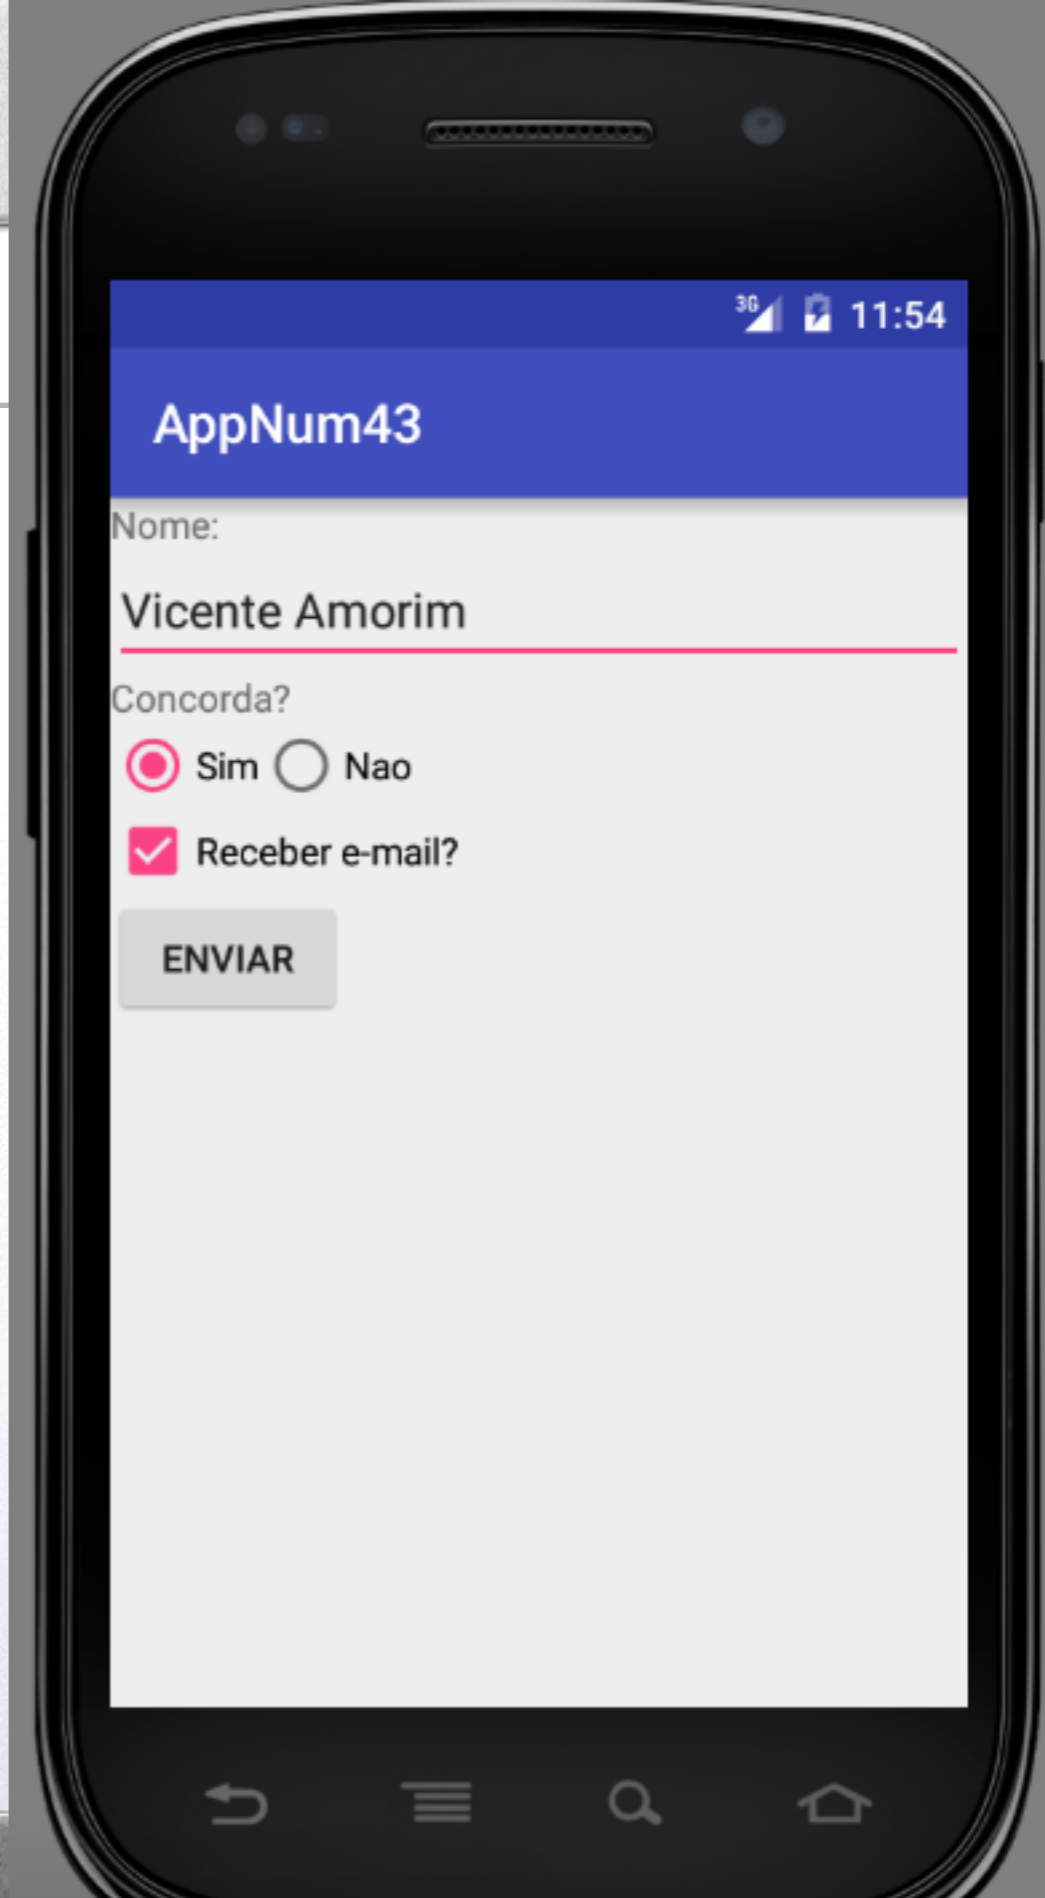 3G 11:54
AppNum43
Nome:
Vicente Amorim
Concorda?
Sim Nao
Receber e-mail?
ENVIAR